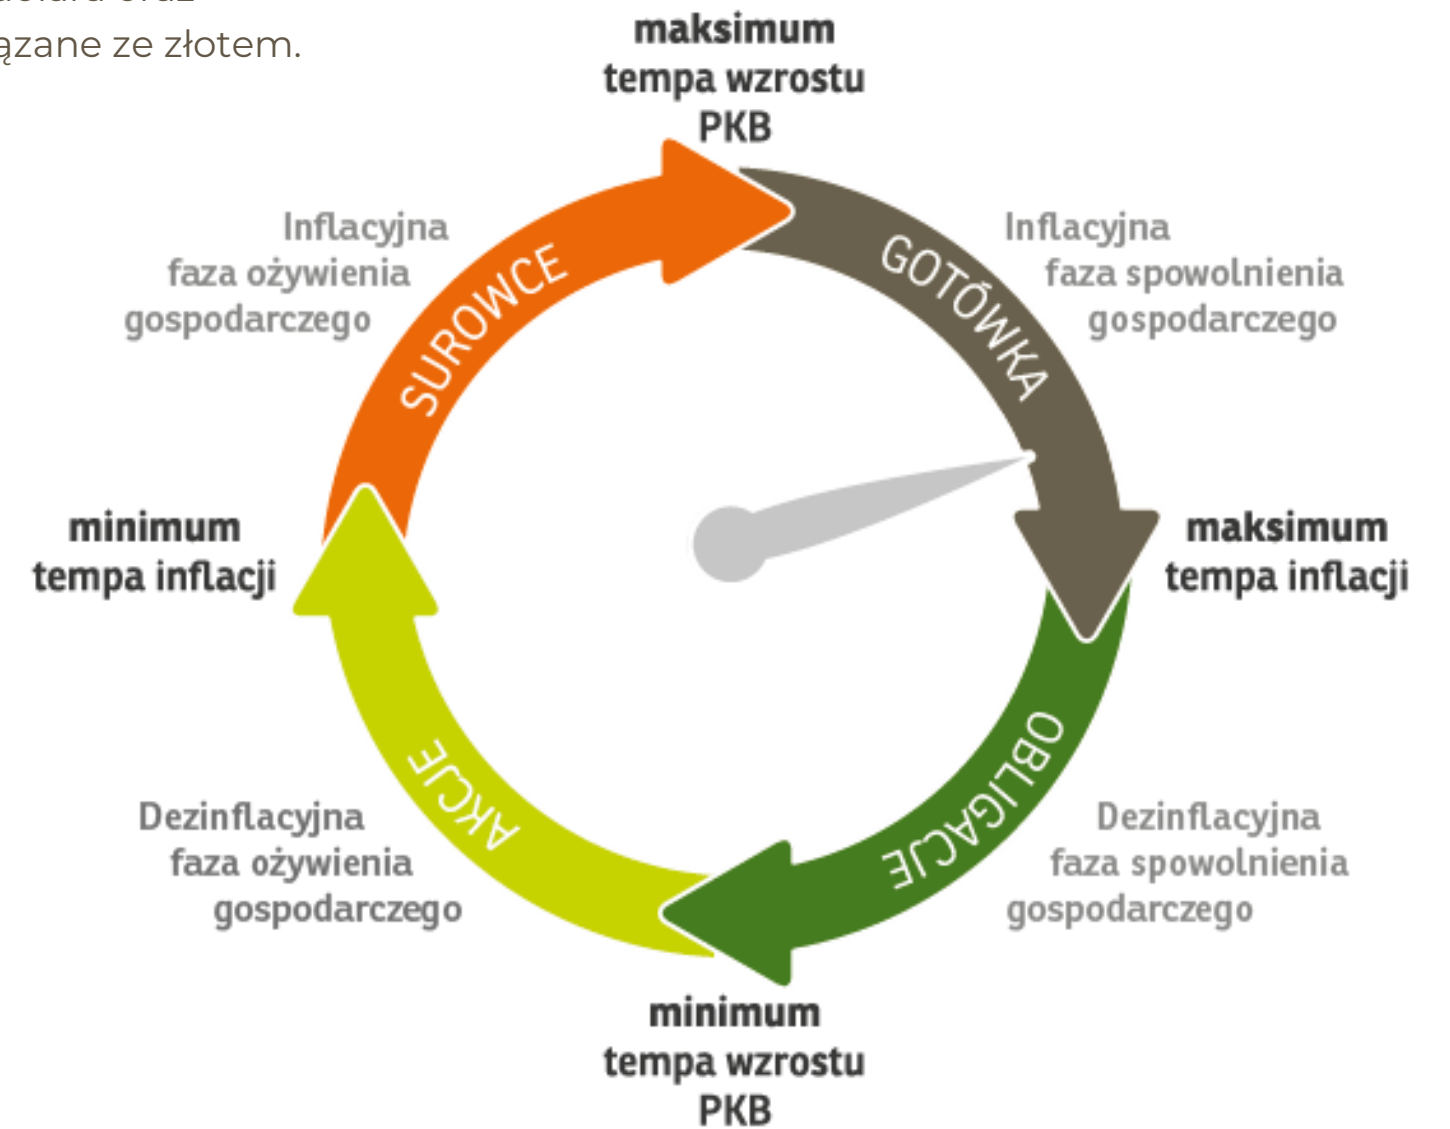 ązane ze złotem.
maksimum
tempa wzrostu
PKB
Inflacyjna
faza ożywienia
gospodarczego
Inflacyjna
faza spowolnienia
gospodarczego
SUROWCE
GOTÓWKA
minimum
tempa inflacji
maksimum
tempa inflacji
AKCJE
OBLIGACJE
Dezinflacyjna
faza ożywienia
gospodarczego
Dezinflacyjna
faza spowolnienia
gospodarczego
minimum
tempa wzrostu
PKB